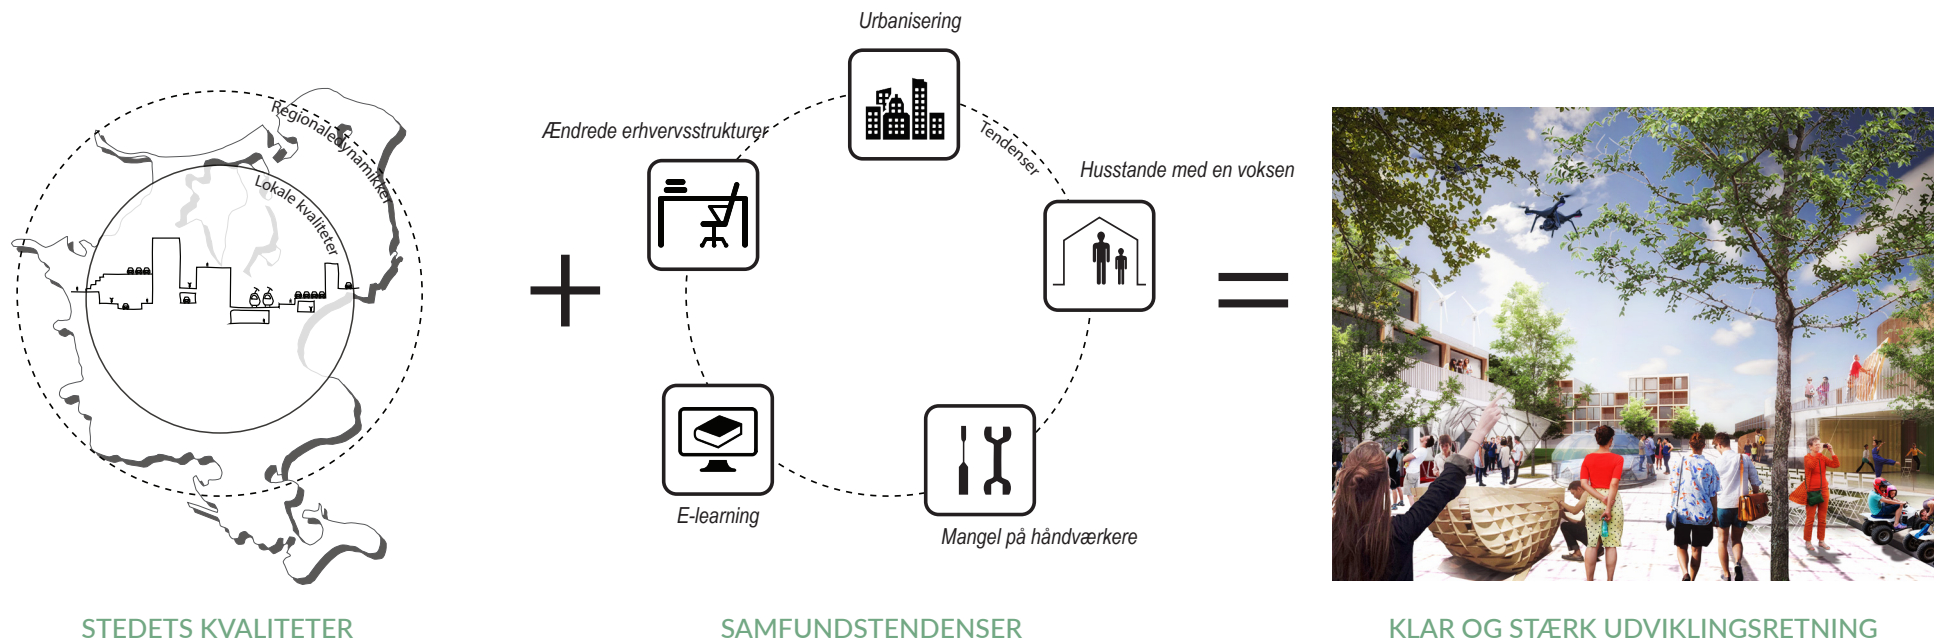 Regionale dynamikker
Lokale kvaliteter
STEDETS KVALITETER
Urbanisering
Ændrede erhvervsstrukturer
Tendenser
Husstande med en voksen
E-learning
Mangel på håndværkere
SAMFUNDSTENDENSER
KLAR OG STÆRK UDVIKLINGSRETNING